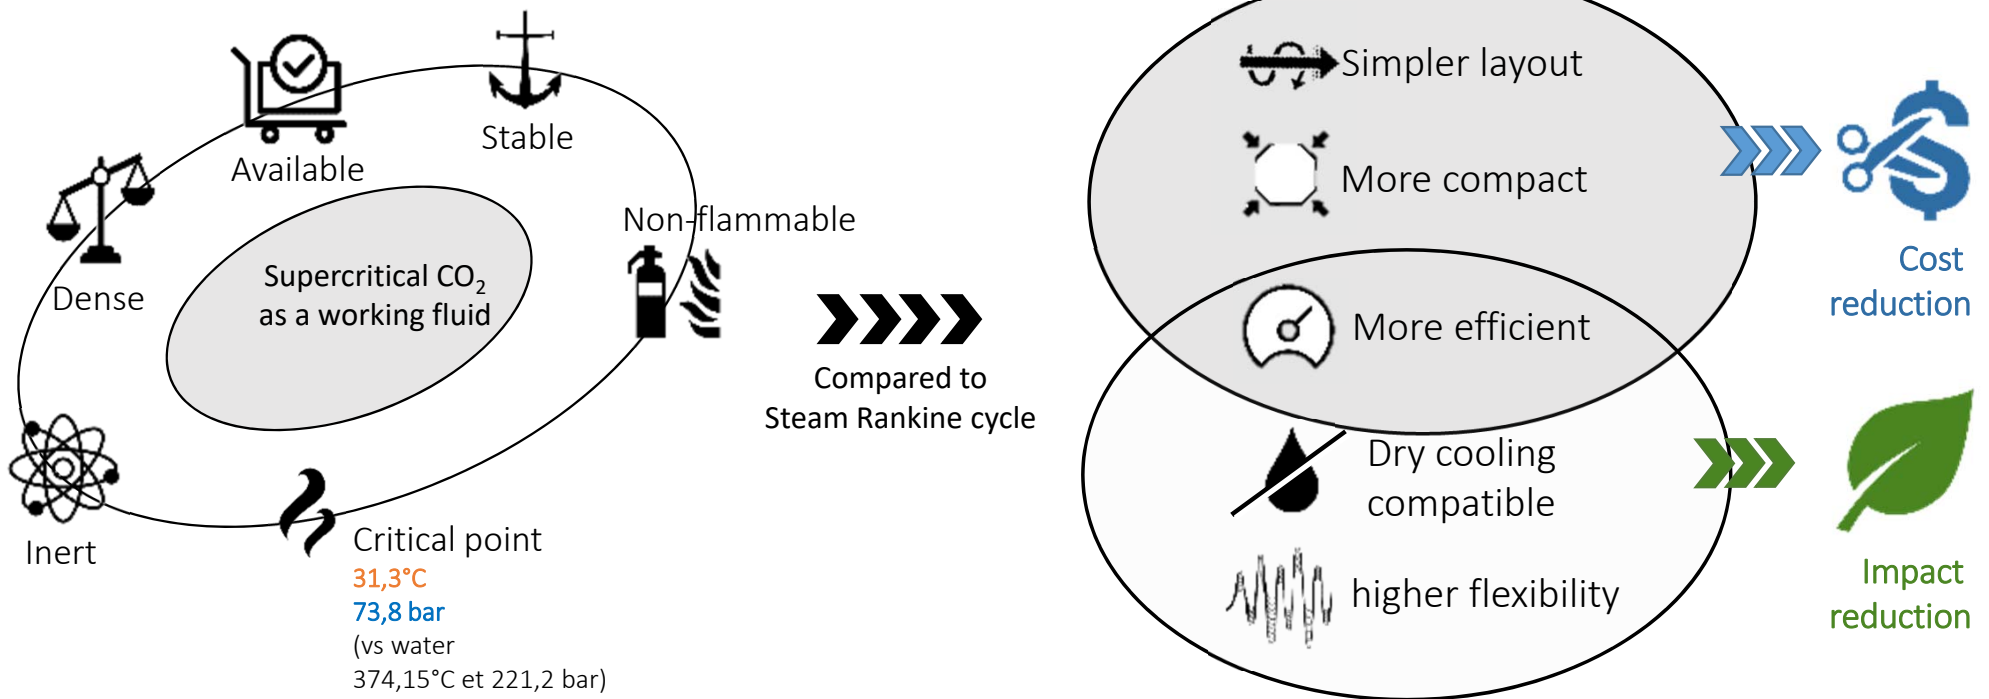 Available
Stable
Dense
Non-flammable
Supercritical CO₂
as a working fluid
Inert
Critical point
31,3°C
73,8 bar
(vs water
374,15°C et 221,2 bar)
Compared to
Steam Rankine cycle
Simpler layout
More compact
More efficient
Dry cooling
compatible
higher flexibility
Cost
reduction
Impact
reduction